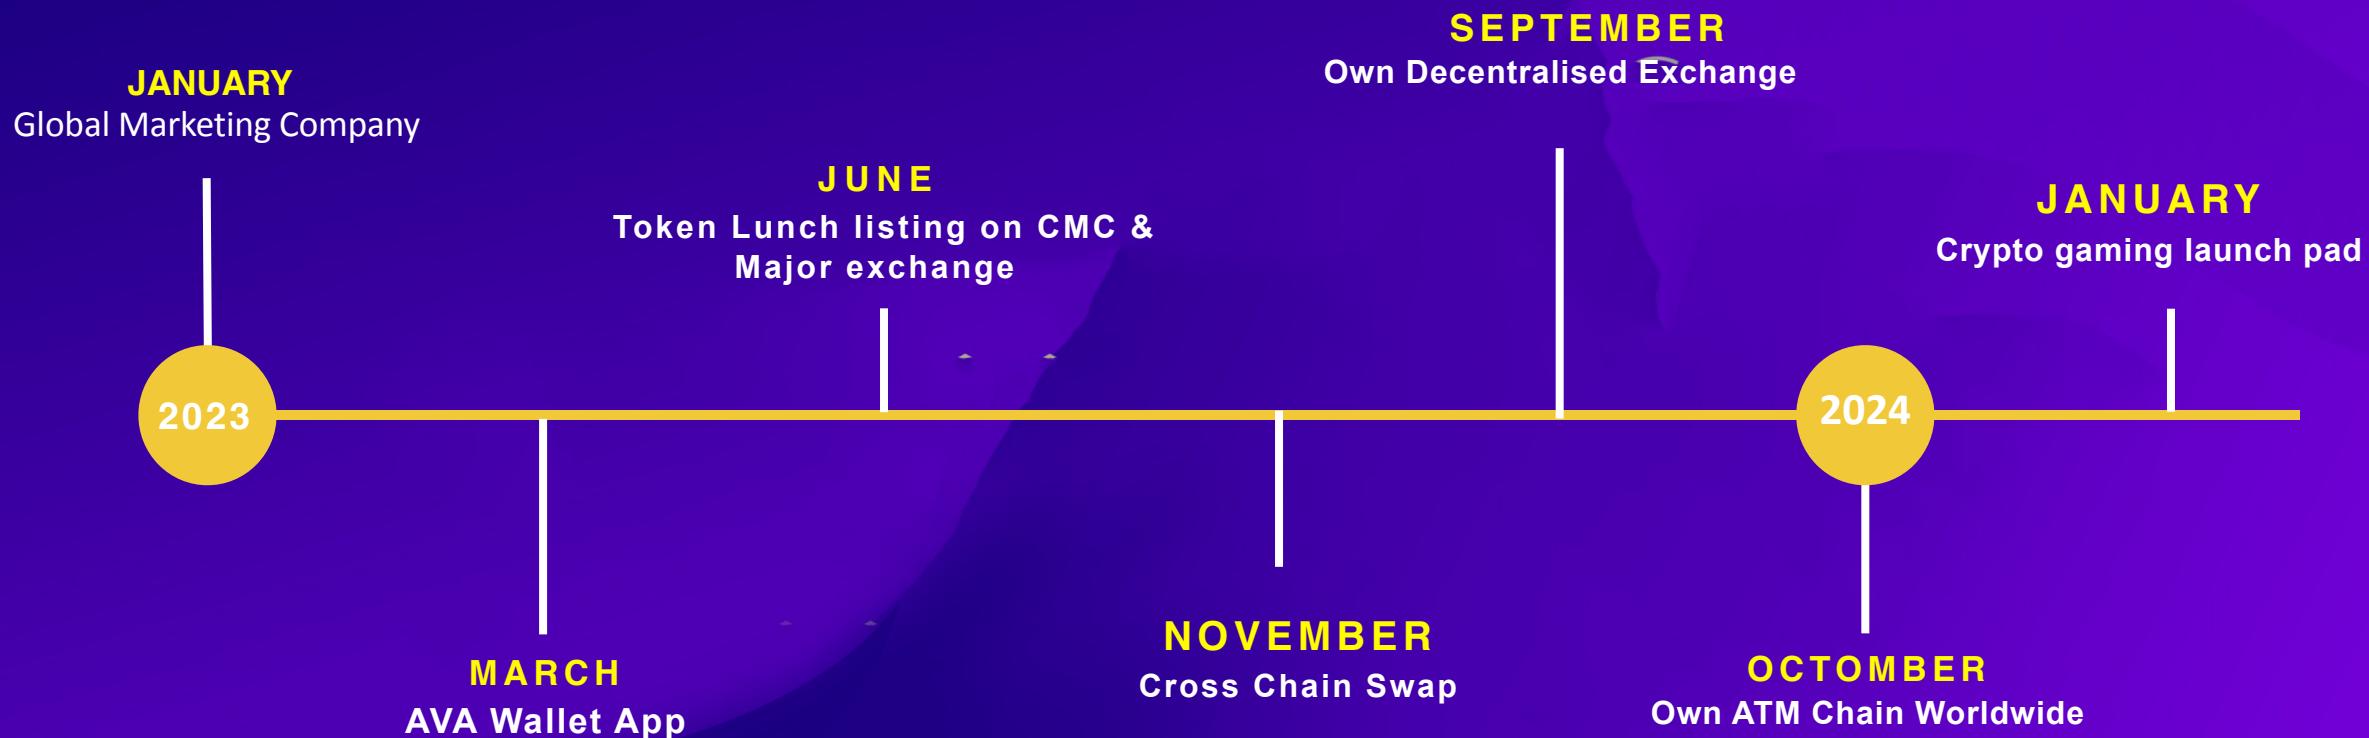 JANUARY
Global Marketing Company
2023
MARCH
AVA Wallet App
JUNE
Token Lunch listing on CMC &
Major exchange
NOVEMBER
Cross Chain Swap
SEPTEMBER
Own Decentralised Exchange
2024
OCTOMBER
Own ATM Chain Worldwide
JANUARY
Crypto gaming launch pad